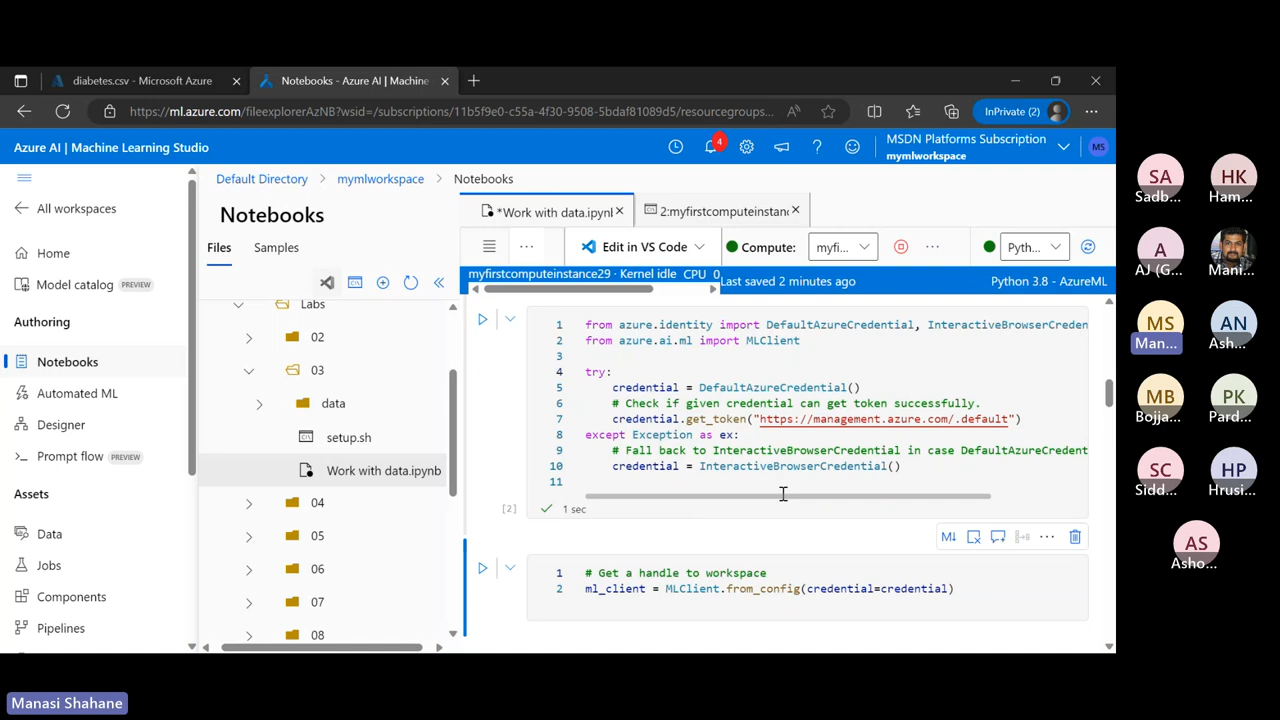 diabetes.csv - Microsoft Azure
Notebooks - Azure AI | Machine
https://ml.azure.com/fileexplorerAzNB?wsid=/subscriptions/11b5f9e0-c55a-4f30-9508-5bdaf81089d5/resourcegroups...
InPrivate (2)
Azure AI | Machine Learning Studio
4
MSDN Platforms Subscription
mymlworkspace
MS
All workspaces
Home
Model catalog PREVIEW
Authoring
Notebooks
Automated ML
Designer
Prompt flow PREVIEW
Assets
Data
Jobs
Components
Pipelines
Default Directory > mymlworkspace > Notebooks
Notebooks
Files Samples
Labs
02
03
data
setup.sh
Work with data.ipynb
04
05
06
07
08
*Work with data.ipynl
2:myfirstcomputeinstanc
Edit in VS Code
Compute: myfi...
Pyth...
myfirstcomputeinstance29 · Kernel idle CPU 0
Last saved 2 minutes ago
Python 3.8 - AzureML
1 from azure.identity import DefaultAzureCredential, InteractiveBrowserCreden
2 from azure.ai.ml import MLClient
3
4 try:
5 credential = DefaultAzureCredential()
6 # Check if given credential can get token successfully.
7 credential.get_token("https://management.azure.com/.default")
8 except Exception as ex:
9 # Fall back to InteractiveBrowserCredential in case DefaultAzureCredent
10 credential = InteractiveBrowserCredential()
11
[2]
1 sec
M↓
1 # Get a handle to workspace
2 ml_client = MLClient.from_config(credential=credential)
SA
Sadb...
HK
Ham...
A
AJ (G...
Mani...
MS
Man...
AN
Ash...
MB
Bojja...
PK
Pard...
SC
Sidd...
HP
Hrusi...
AS
Asho...
Manasi Shahane